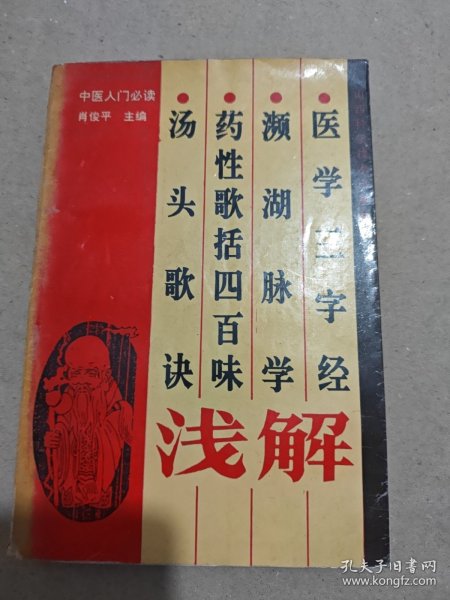 中医入门必读
肖俊平 主编
医学三字经
濒湖脉学
药性歌括四百味
汤头歌诀
浅解
孔夫子旧书网
www.kongfz.com